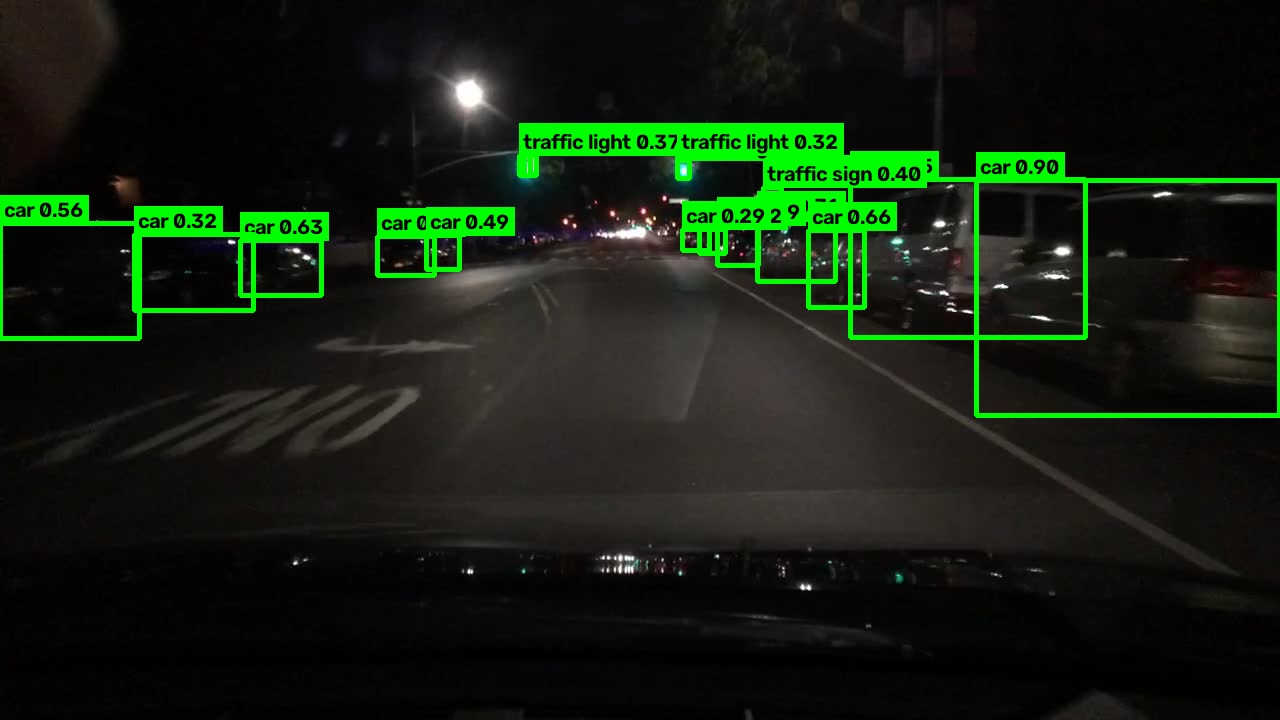 traffic light 0.37
traffic light 0.32
traffic sign 0.40
car 0.90
car 0.56
car 0.32
car 0.63
car
car 0.49
car 0.29
car 0.66
ONLY